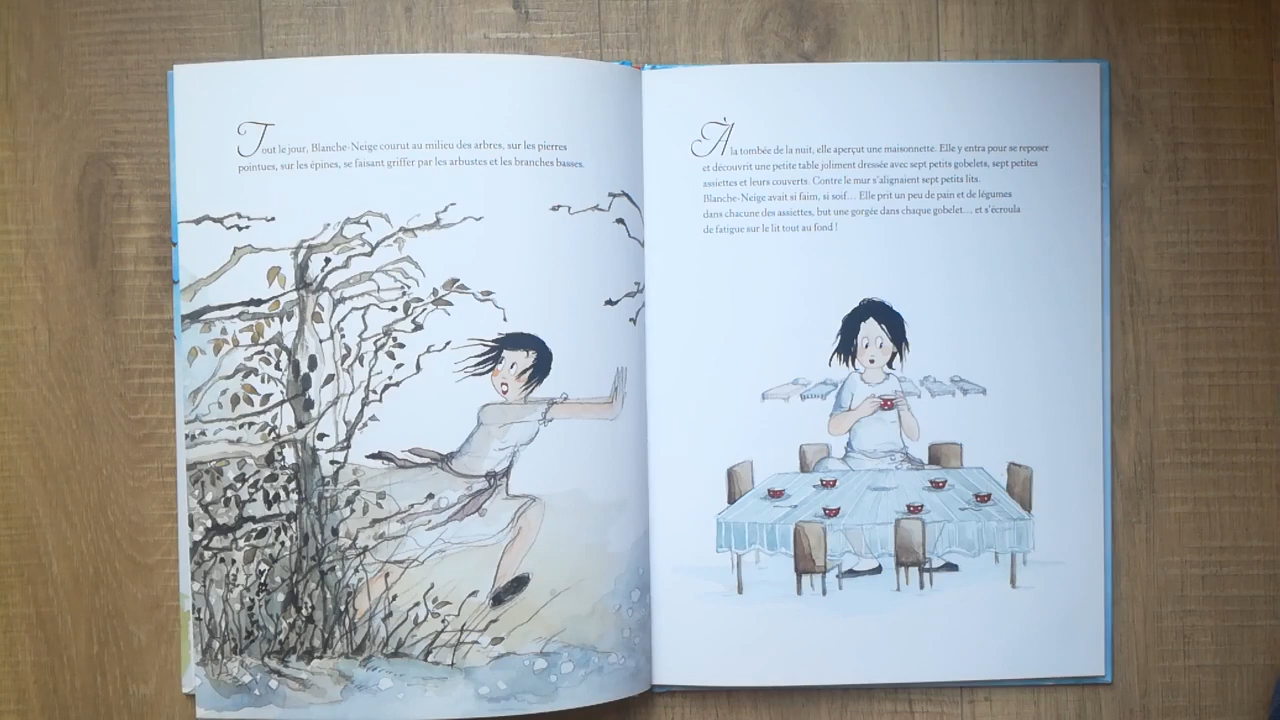 Tout le jour, Blanche-Neige courut au milieu des arbres, sur les pierres
pointues, sur les épines, se faisant griffer par les arbustes et les branches basses.
À la tombée de la nuit, elle aperçut une maisonnette. Elle y entra pour se reposer
et découvrit une petite table joliment dressée avec sept petits gobelets, sept petites
assiettes et leurs couverts. Contre le mur s'alignaient sept petits lits.
Blanche-Neige avait si faim, si soif... Elle prit un peu de pain et de légumes
dans chacune des assiettes, but une gorgée dans chaque gobelet... et s'écroula
de fatigue sur le lit tout au fond !